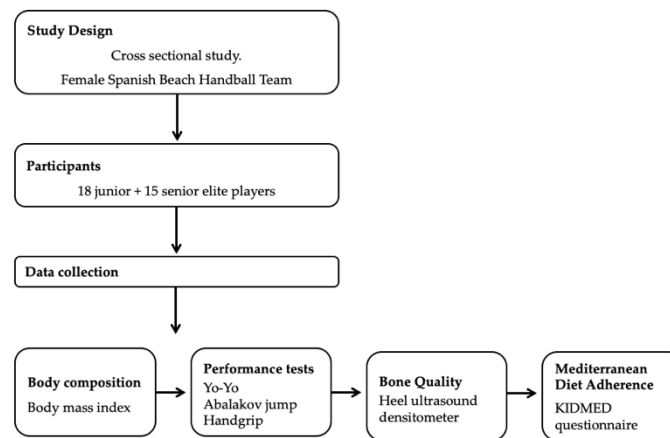 Study Design
Cross sectional study.
Female Spanish Beach Handball Team
Participants
18 junior + 15 senior elite players
Data collection
Body composition
Body mass index
Performance tests
Yo-Yo
Abalakov jump
Handgrip
Bone Quality
Heel ultrasound
densitometer
Mediterranean
Diet Adherence
KIDMED
questionnaire